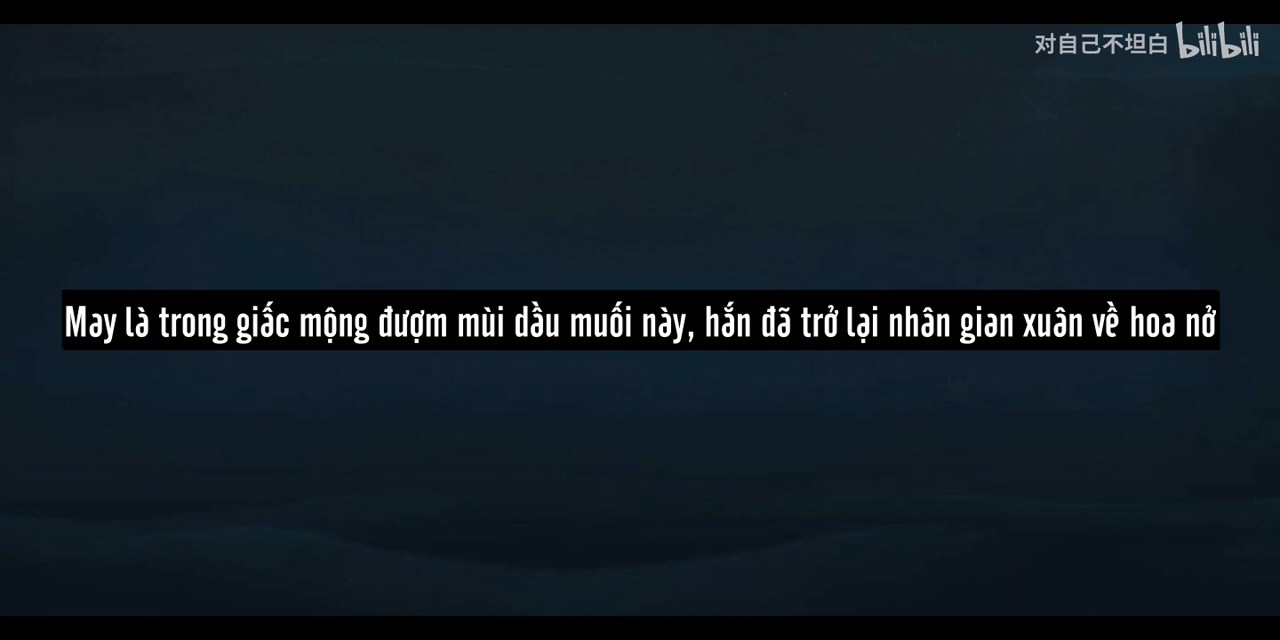 对自己不坦白 bilibili
May là trong giấc mộng đượm mùi dầu muối này, hắn đã trở lại nhân gian xuân về hoa nở